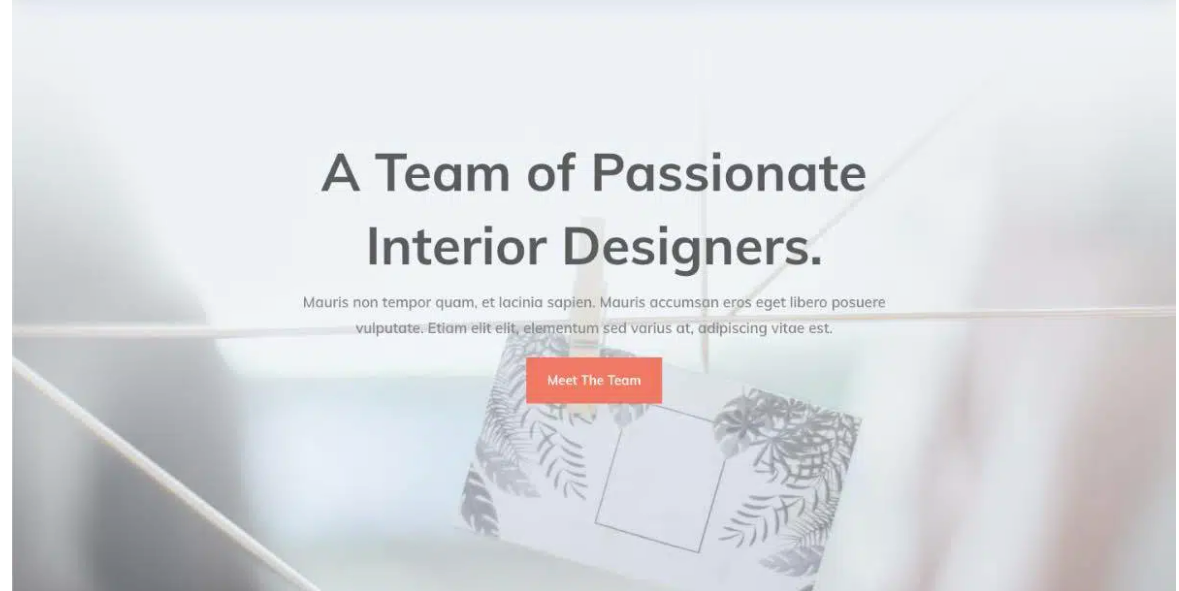 A Team of Passionate
Interior Designers.
Mauris non tempor quam, et lacinia sapien. Mauris accumsan eros eget libero posuere
vulputate. Etiam elit elit, elementum sed varius at, adipiscing vitae est.
Meet The Team